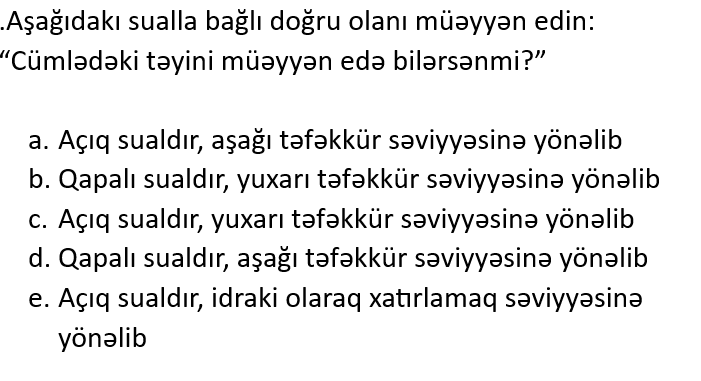 .Aşağıdakı sualla bağlı doğru olanı müəyyən edin:
“Cümlədəki təyini müəyyən edə bilərsənmi?”
a. Açıq sualdır, aşağı təfəkkür səviyyəsinə yönəlib
b. Qapalı sualdır, yuxarı təfəkkür səviyyəsinə yönəlib
c. Açıq sualdır, yuxarı təfəkkür səviyyəsinə yönəlib
d. Qapalı sualdır, aşağı təfəkkür səviyyəsinə yönəlib
e. Açıq sualdır, idraki olaraq xatırlamaq səviyyəsinə
yönəlib